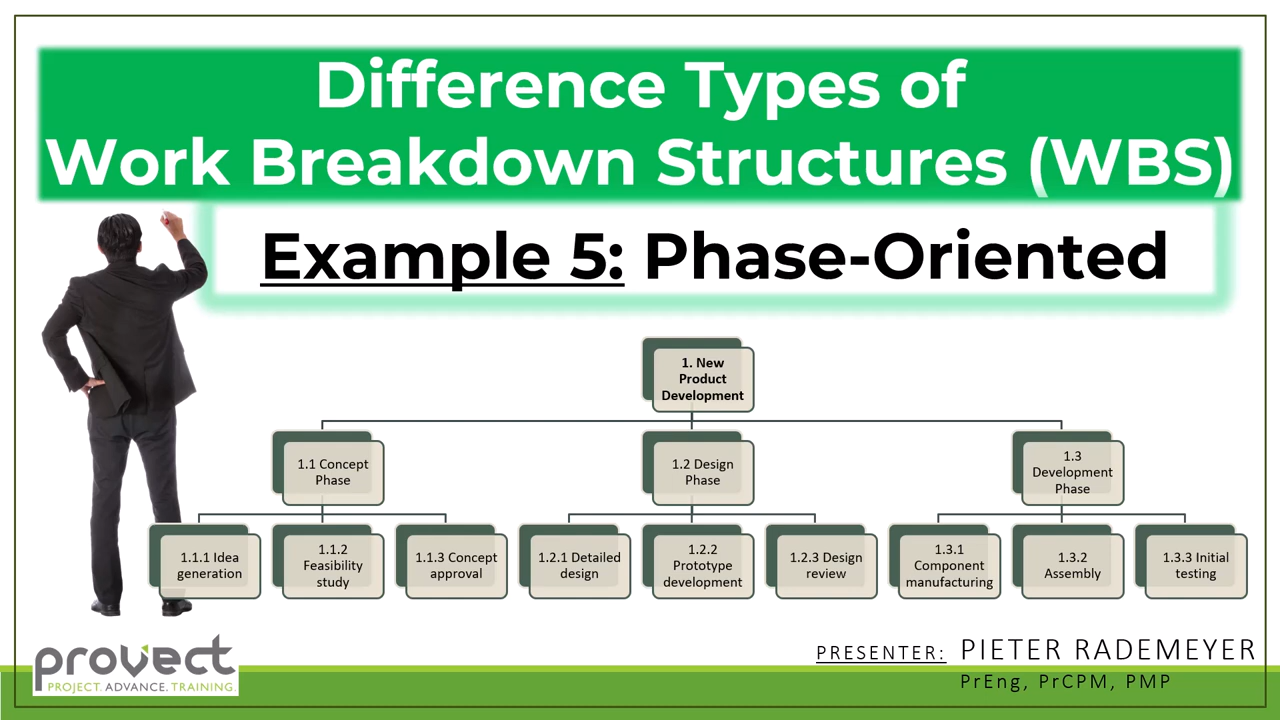 Difference Types of
Work Breakdown Structures (WBS)
Example 5: Phase-Oriented
1. New
Product
Development
1.1 Concept
Phase
1.2 Design
Phase
1.3
Development
Phase
1.1.1 Idea
generation
1.1.2
Feasibility
study
1.1.3 Concept
approval
1.2.1 Detailed
design
1.2.2
Prototype
development
1.2.3 Design
review
1.3.1
Component
manufacturing
1.3.2
Assembly
1.3.3 Initial
testing
provect
PROJECT. ADVANCE. TRAINING.
PRESENTER: PIETER RADEMEYER
PrEng, PrCPM, PMP